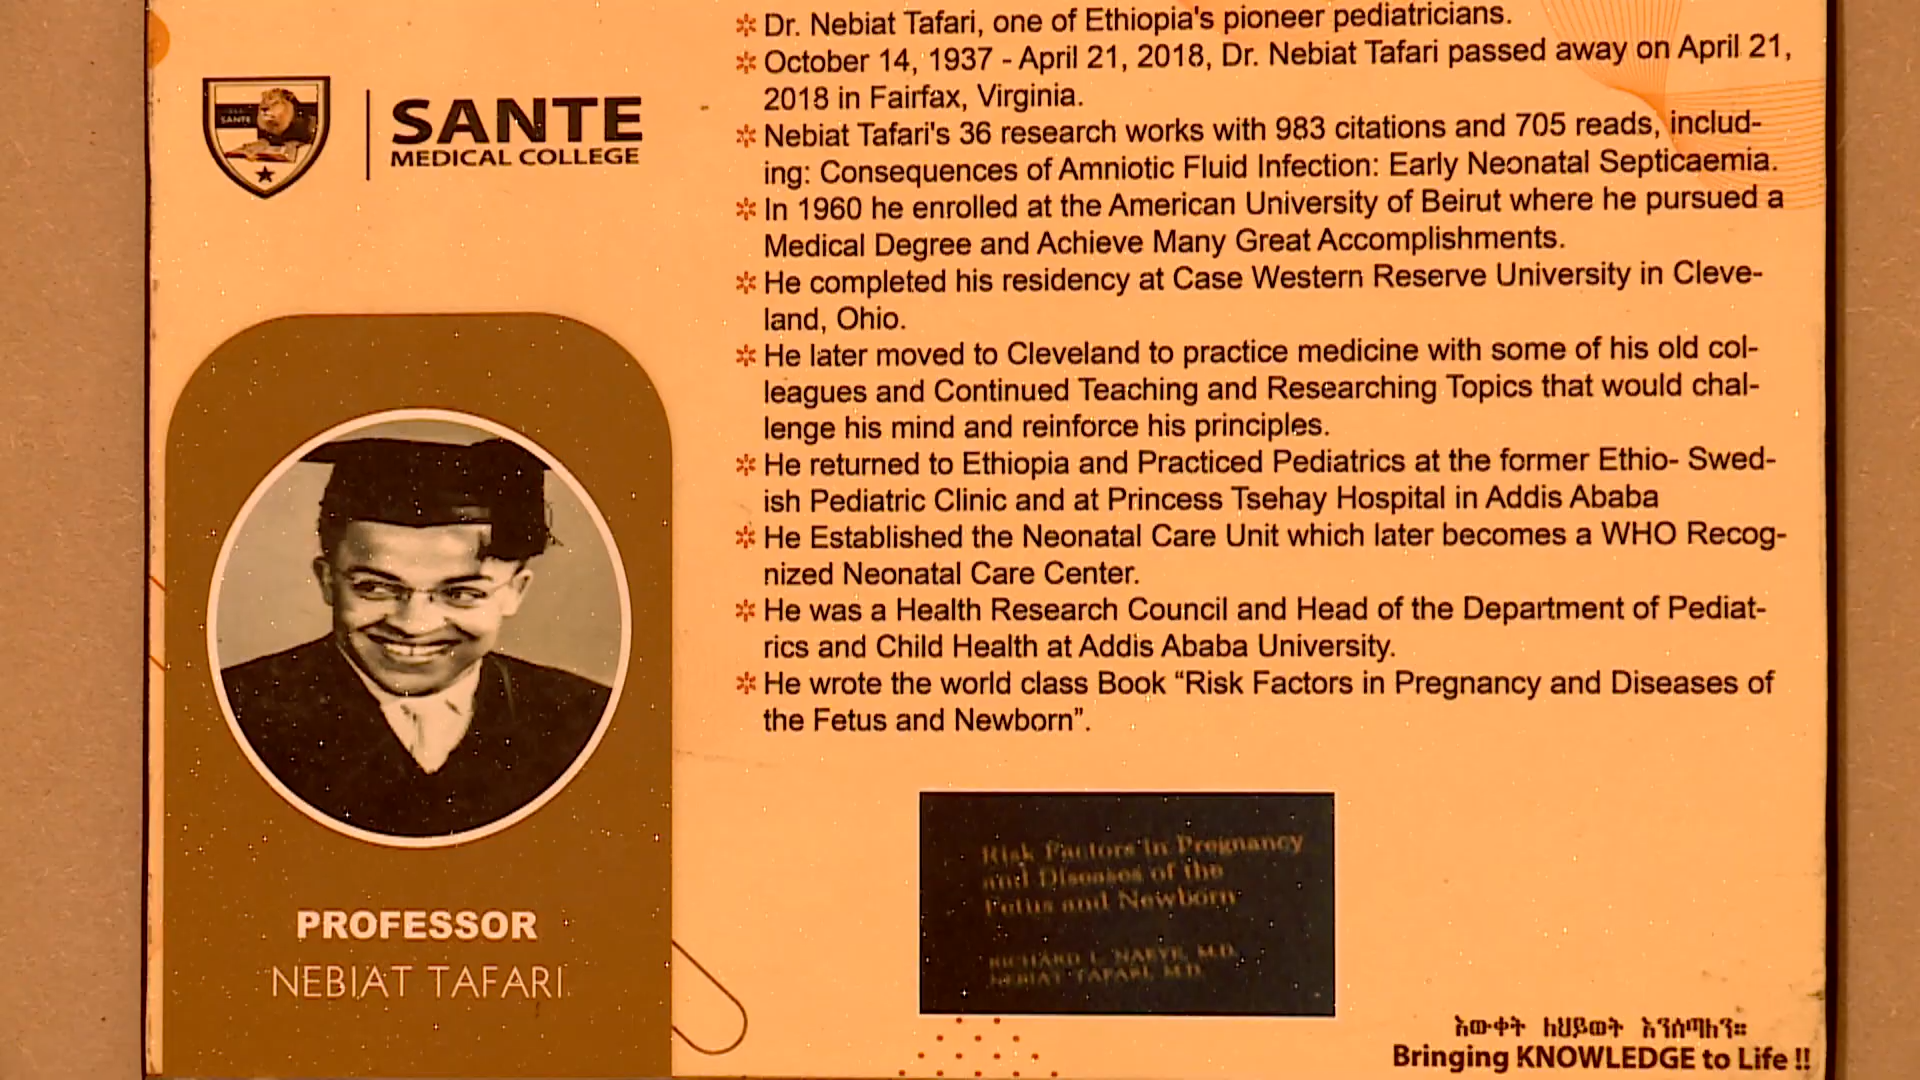 SANTE
SANTE
MEDICAL COLLEGE
Dr. Nebiat Tafari, one of Ethiopia's pioneer pediatricians.
October 14, 1937 - April 21, 2018, Dr. Nebiat Tafari passed away on April 21,
2018 in Fairfax, Virginia.
Nebiat Tafari's 36 research works with 983 citations and 705 reads, includ-
ing: Consequences of Amniotic Fluid Infection: Early Neonatal Septicaemia.
In 1960 he enrolled at the American University of Beirut where he pursued a
Medical Degree and Achieve Many Great Accomplishments.
He completed his residency at Case Western Reserve University in Cleve-
land, Ohio.
He later moved to Cleveland to practice medicine with some of his old col-
leagues and Continued Teaching and Researching Topics that would chal-
lenge his mind and reinforce his principles.
He returned to Ethiopia and Practiced Pediatrics at the former Ethio- Swed-
ish Pediatric Clinic and at Princess Tsehay Hospital in Addis Ababa
He Established the Neonatal Care Unit which later becomes a WHO Recog-
nized Neonatal Care Center.
He was a Health Research Council and Head of the Department of Pediat-
rics and Child Health at Addis Ababa University.
He wrote the world class Book “Risk Factors in Pregnancy and Diseases of
the Fetus and Newborn”.
PROFESSOR
NEBIAT TAFARI
Risk Factors in Pregnancy
and Diseases of the
Fetus and Newborn
RICHARD L. NAEYE, M.D.
NEBIAT TAFARI, M.D.
እውቀት ለህይወት እንሰጣለን።
Bringing KNOWLEDGE to Life !!